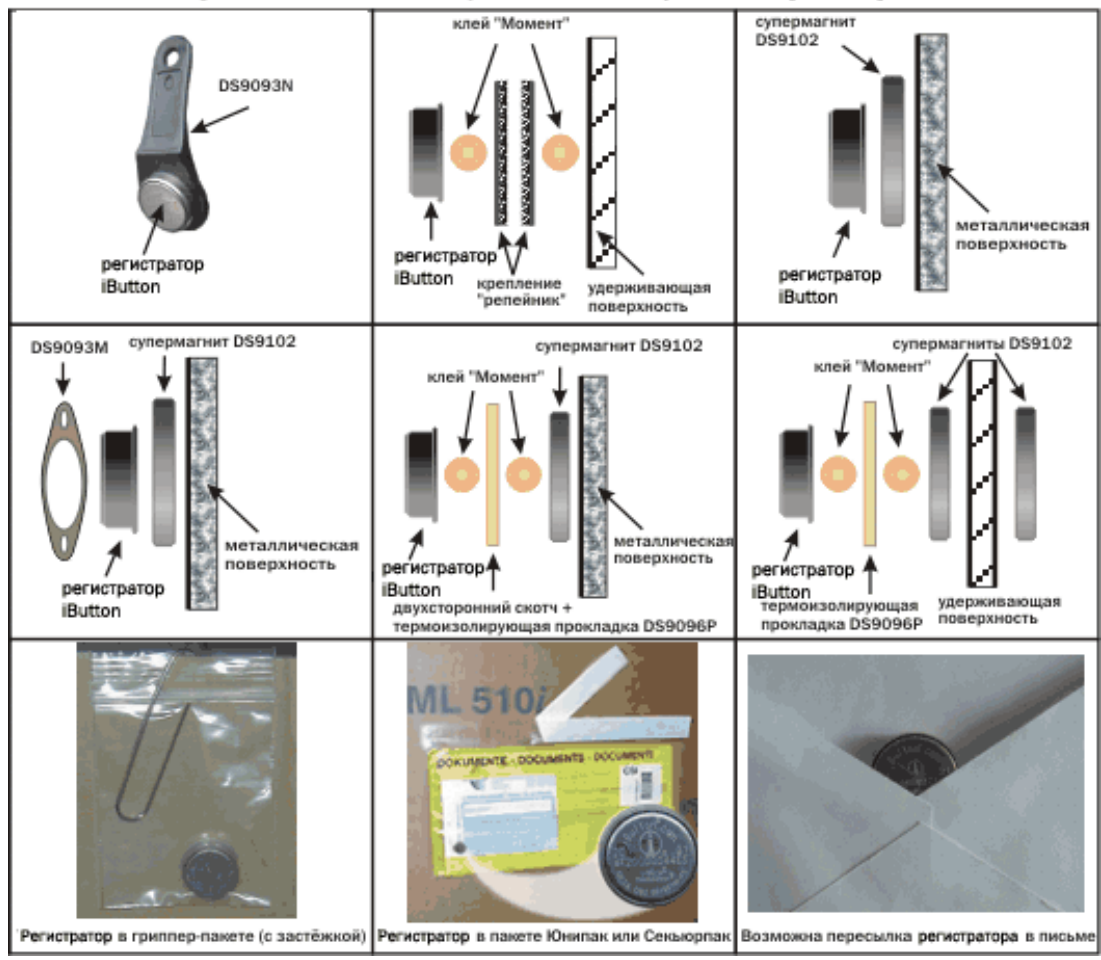 DS9093N
регистратор
iButton
клей "Момент"
регистратор
iButton
крепление
"репейник"
удерживающая
поверхность
супермагнит
DS9102
металлическая
поверхность
регистратор
iButton
DS9093M
супермагнит DS9102
металлическая
поверхность
регистратор
iButton
супермагнит DS9102
клей "Момент"
металлическая
поверхность
регистратор
iButton
двухсторонний скотч +
термоизолирующая прокладка DS9096P
супермагниты DS9102
клей "Момент"
регистратор
iButton
термоизолирующая
прокладка DS9096P
удерживающая
поверхность
Регистратор в гриппер-пакете (с застёжкой)
ML 510i
DOKUMENTE - DOCUMENTS - DOCUMENTI
Регистратор в пакете Юнипак или Секьюрпак
Возможна пересылка регистратора в письме